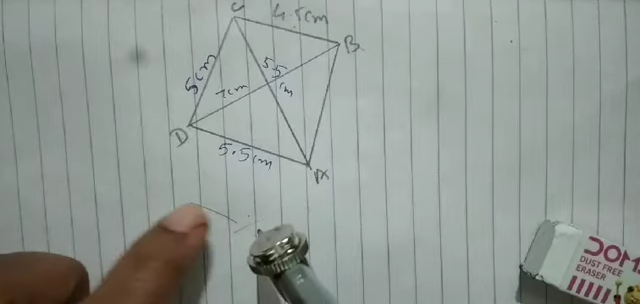 C
4.5cm
B
5cm
5.5
cm
7cm
D
5.5cm
A
DOM
DUST FREE
ERASER